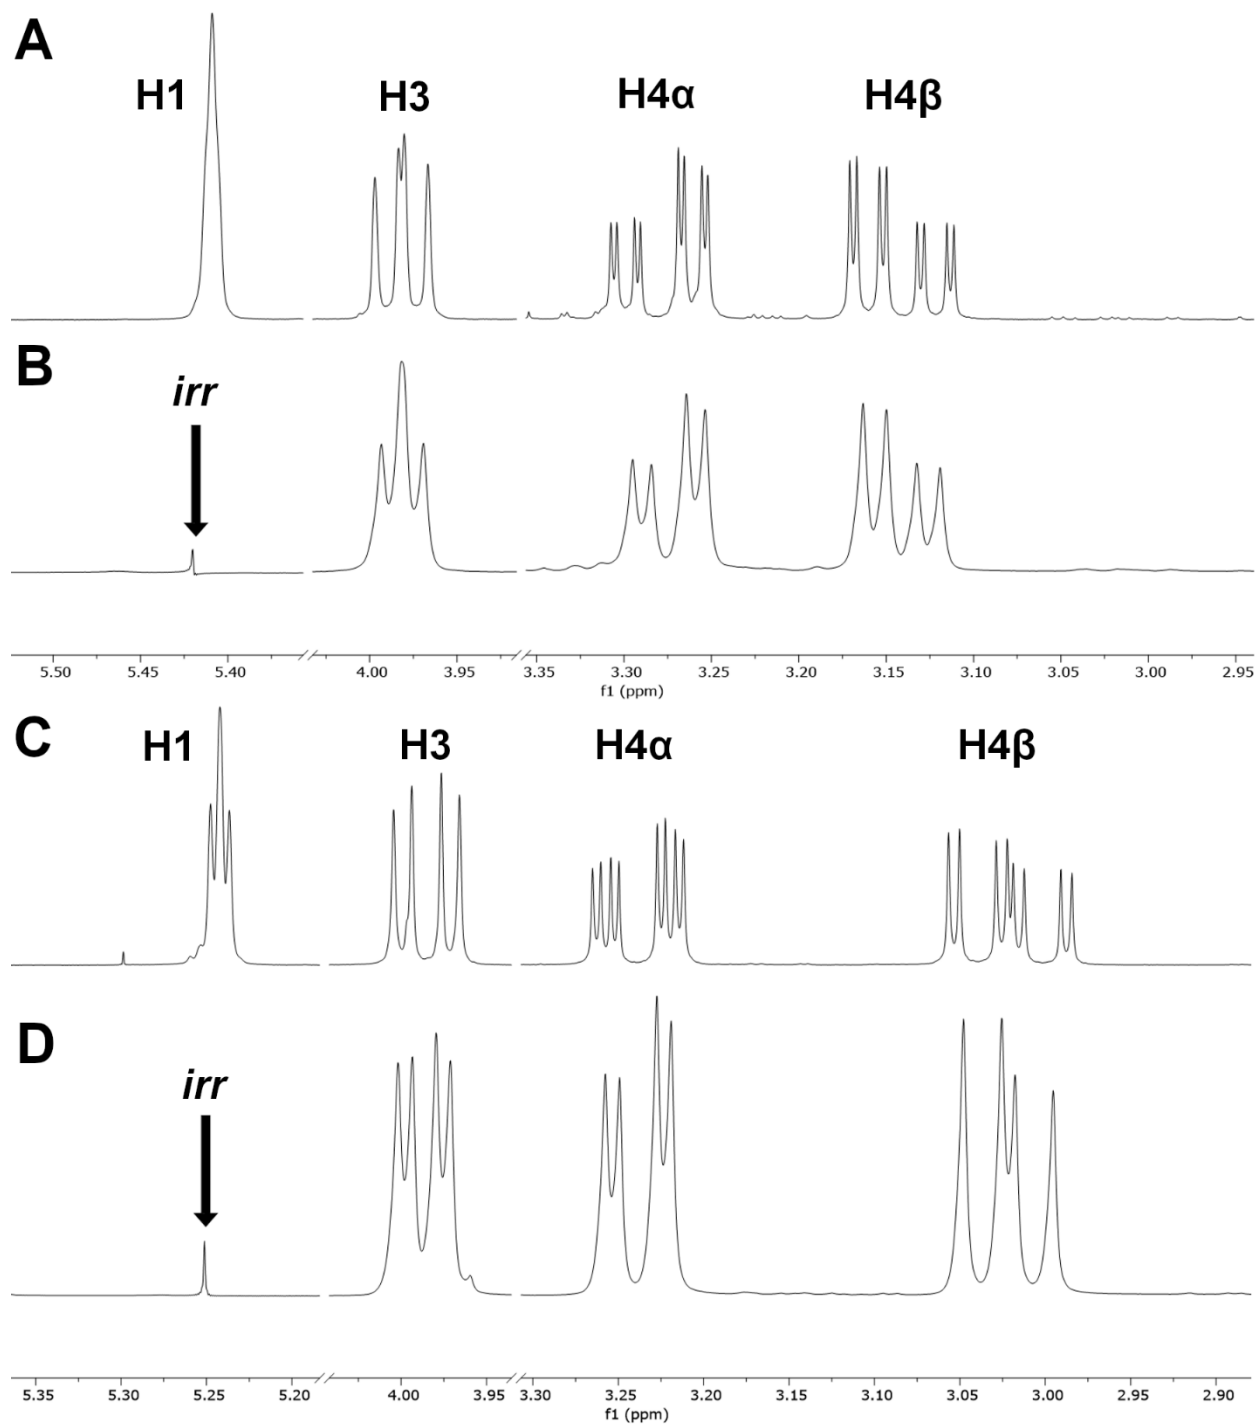 A
H1 H3 H4α H4β
B
irr
5.50 5.45 5.40 4.00 3.95 3.35 3.30 3.25 3.20 3.15 3.10 3.05 3.00 2.95
f1 (ppm)
C
H1 H3 H4α H4β
D
irr
5.35 5.30 5.25 5.20 4.00 3.95 3.30 3.25 3.20 3.15 3.10 3.05 3.00 2.95 2.90
f1 (ppm)